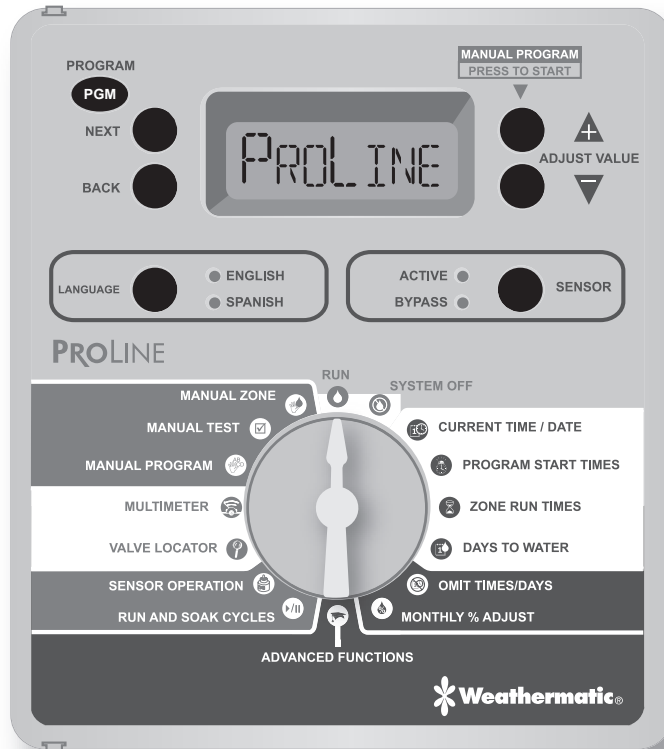 PROGRAM
PGM
NEXT
BACK
PROLINE
MANUAL PROGRAM
PRESS TO START
+
ADJUST VALUE
−
LANGUAGE
ENGLISH
SPANISH
ACTIVE
BYPASS
SENSOR
PROLINE
RUN
SYSTEM OFF
MANUAL ZONE
MANUAL TEST
MANUAL PROGRAM
MULTIMETER
VALVE LOCATOR
SENSOR OPERATION
RUN AND SOAK CYCLES
CURRENT TIME / DATE
PROGRAM START TIMES
ZONE RUN TIMES
DAYS TO WATER
OMIT TIMES/DAYS
MONTHLY % ADJUST
ADVANCED FUNCTIONS
Weathermatic®